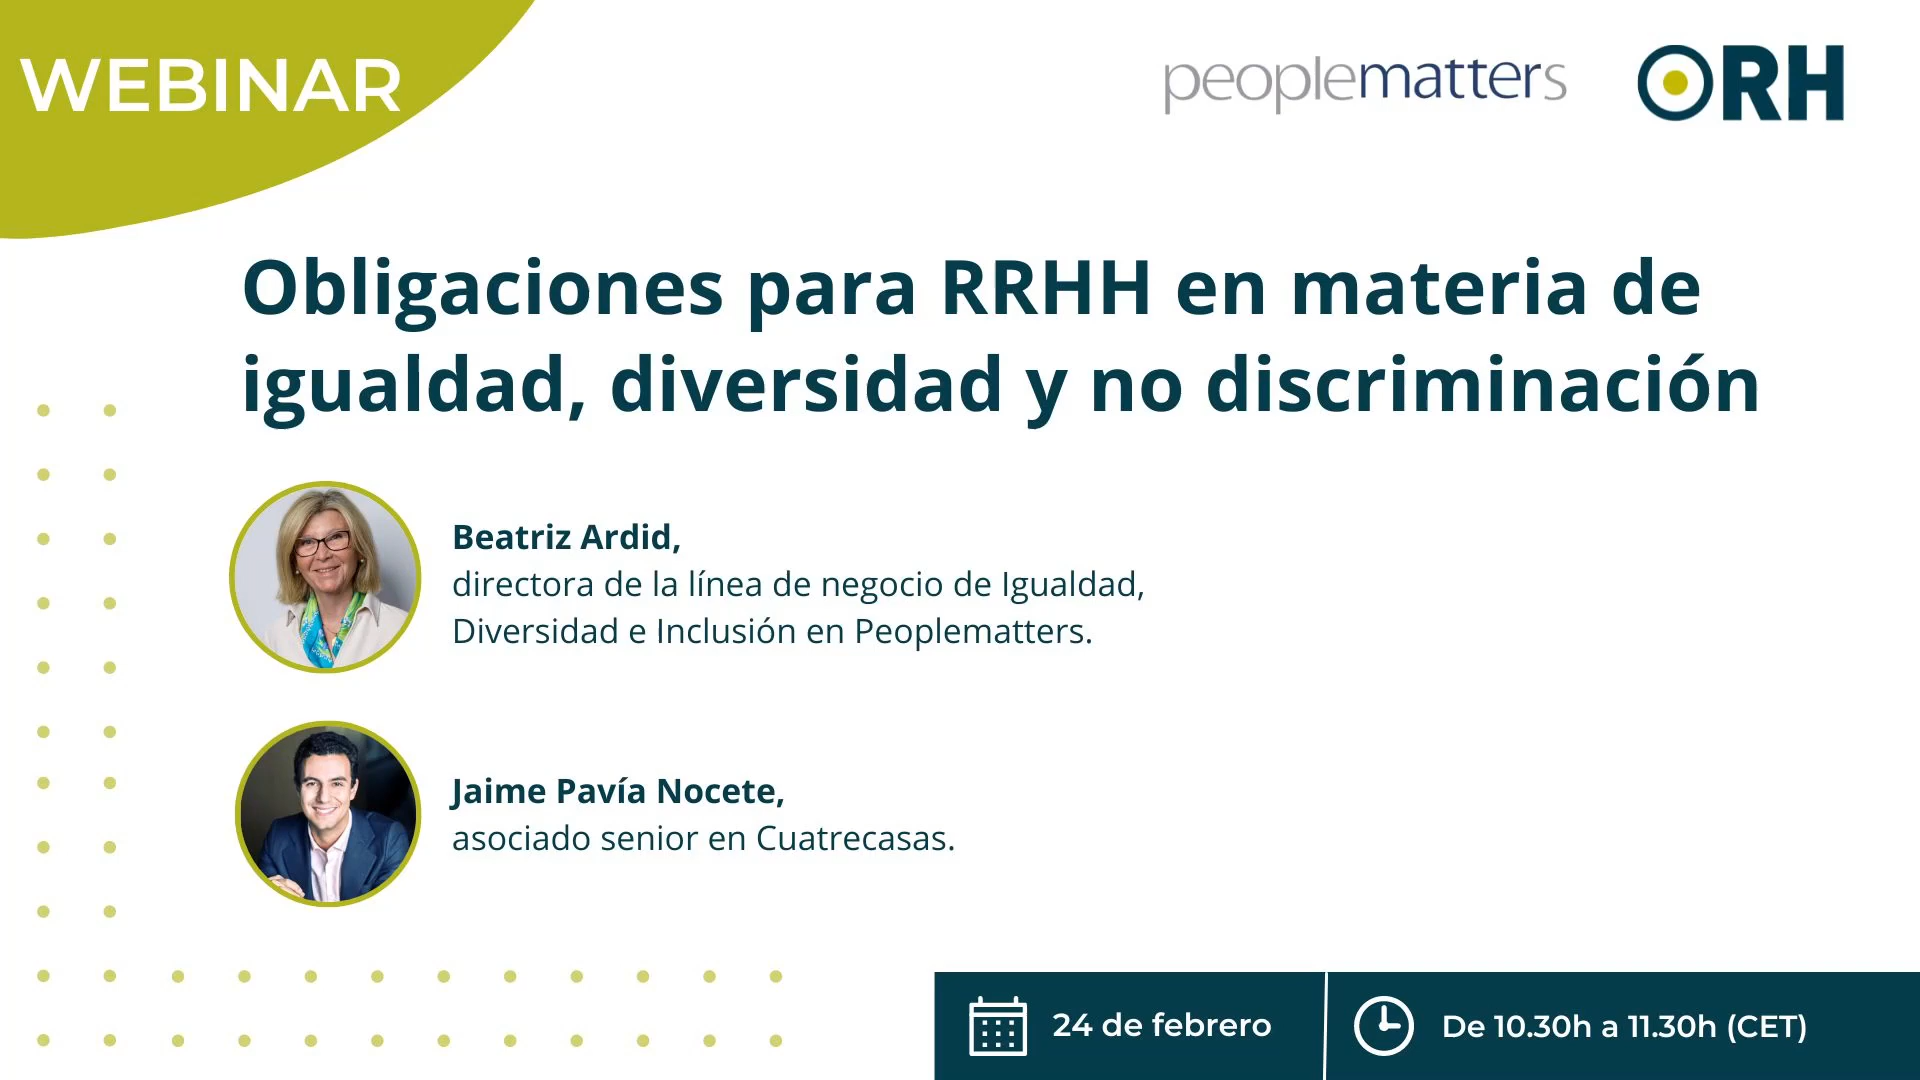 WEBINAR
peoplematters
ORH
Obligaciones para RRHH en materia de
igualdad, diversidad y no discriminación
Beatriz Ardid,
directora de la línea de negocio de Igualdad,
Diversidad e Inclusión en Peoplematters.
Jaime Pavía Nocete,
asociado senior en Cuatrecasas.
24 de febrero
De 10.30h a 11.30h (CET)